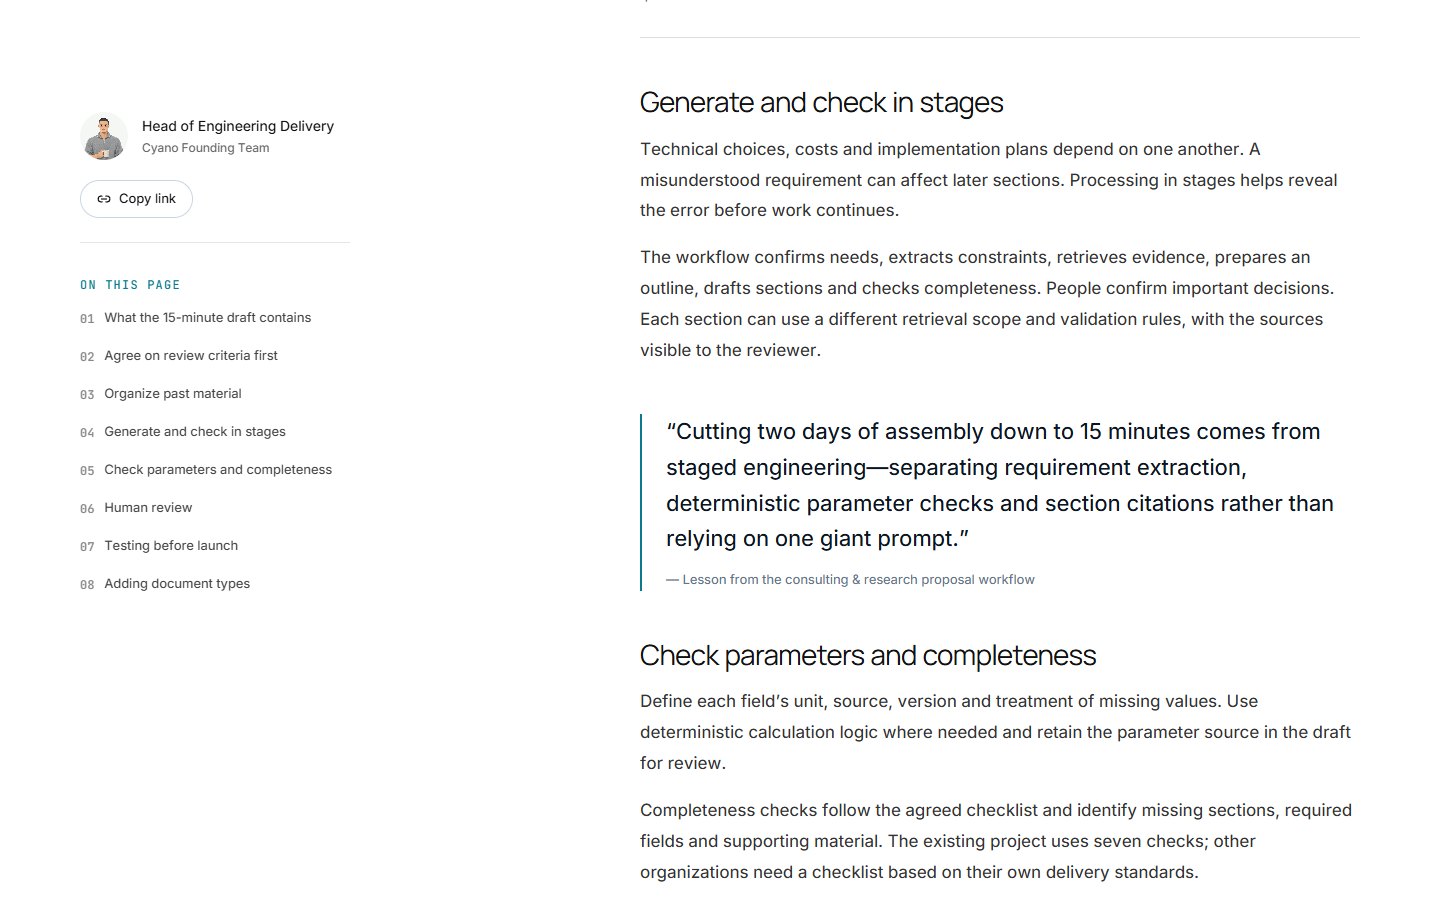 Head of Engineering Delivery
Cyano Founding Team
Copy link
ON THIS PAGE
01 What the 15-minute draft contains
02 Agree on review criteria first
03 Organize past material
04 Generate and check in stages
05 Check parameters and completeness
06 Human review
07 Testing before launch
08 Adding document types
Generate and check in stages
Technical choices, costs and implementation plans depend on one another. A
misunderstood requirement can affect later sections. Processing in stages helps reveal
the error before work continues.
The workflow confirms needs, extracts constraints, retrieves evidence, prepares an
outline, drafts sections and checks completeness. People confirm important decisions.
Each section can use a different retrieval scope and validation rules, with the sources
visible to the reviewer.
“Cutting two days of assembly down to 15 minutes comes from
staged engineering—separating requirement extraction,
deterministic parameter checks and section citations rather than
relying on one giant prompt.”
— Lesson from the consulting & research proposal workflow
Check parameters and completeness
Define each field’s unit, source, version and treatment of missing values. Use
deterministic calculation logic where needed and retain the parameter source in the draft
for review.
Completeness checks follow the agreed checklist and identify missing sections, required
fields and supporting material. The existing project uses seven checks; other
organizations need a checklist based on their own delivery standards.